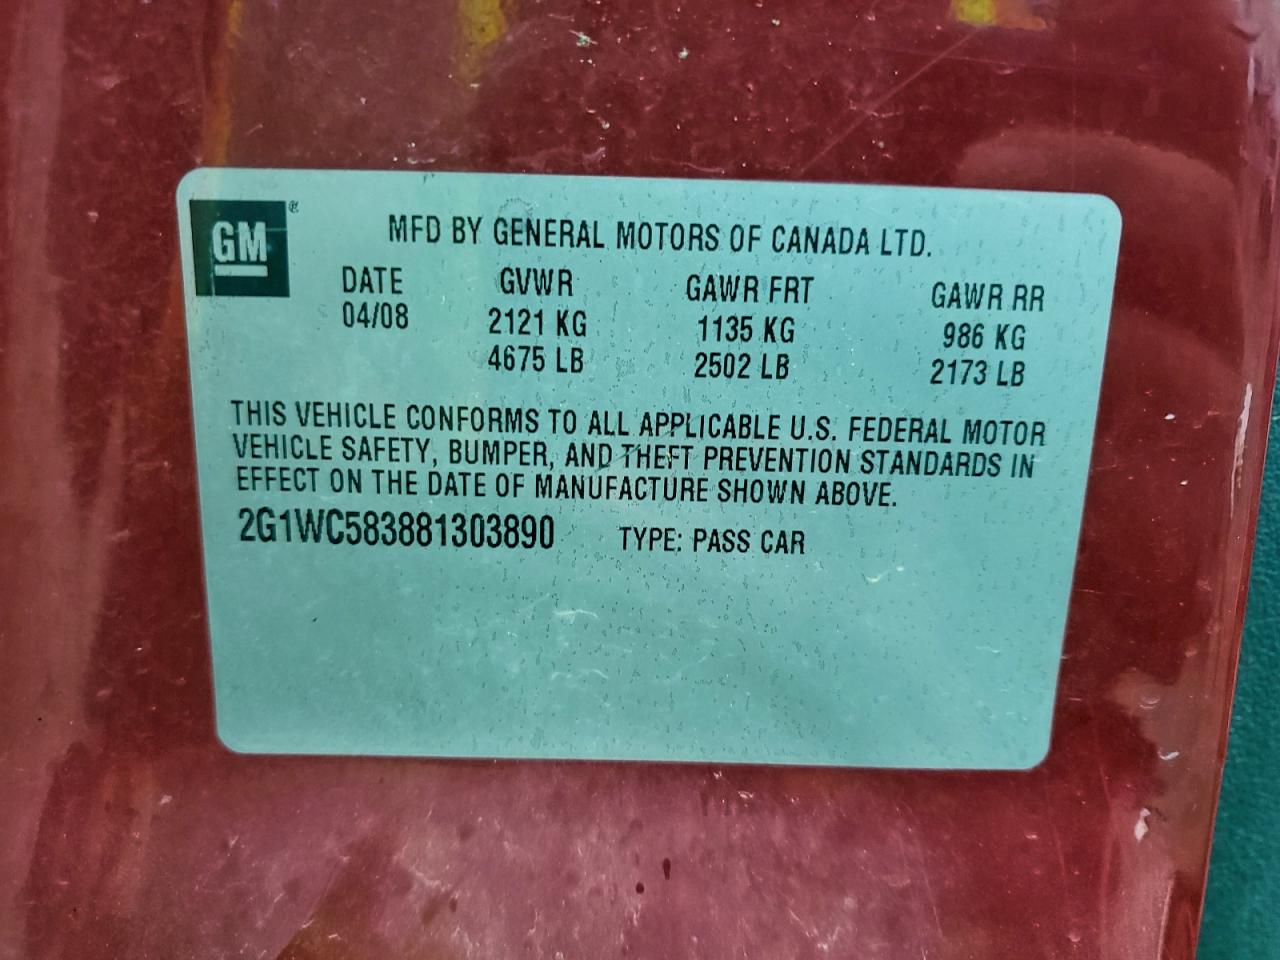 GM®
MFD BY GENERAL MOTORS OF CANADA LTD.
DATE GVWR GAWR FRT GAWR RR
04/08 2121 KG 1135 KG 986 KG
4675 LB 2502 LB 2173 LB
THIS VEHICLE CONFORMS TO ALL APPLICABLE U.S. FEDERAL MOTOR
VEHICLE SAFETY, BUMPER, AND THEFT PREVENTION STANDARDS IN
EFFECT ON THE DATE OF MANUFACTURE SHOWN ABOVE.
2G1WC583881303890 TYPE: PASS CAR